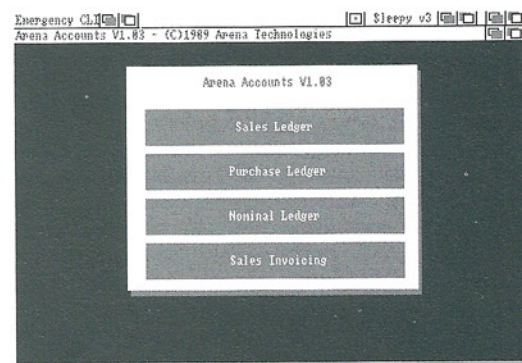 Emergency CLI Sleepy v3
Arena Accounts V1.03 - (C)1989 Arena Technologies
Arena Accounts V1.03
Sales Ledger
Purchase Ledger
Nominal Ledger
Sales Invoicing